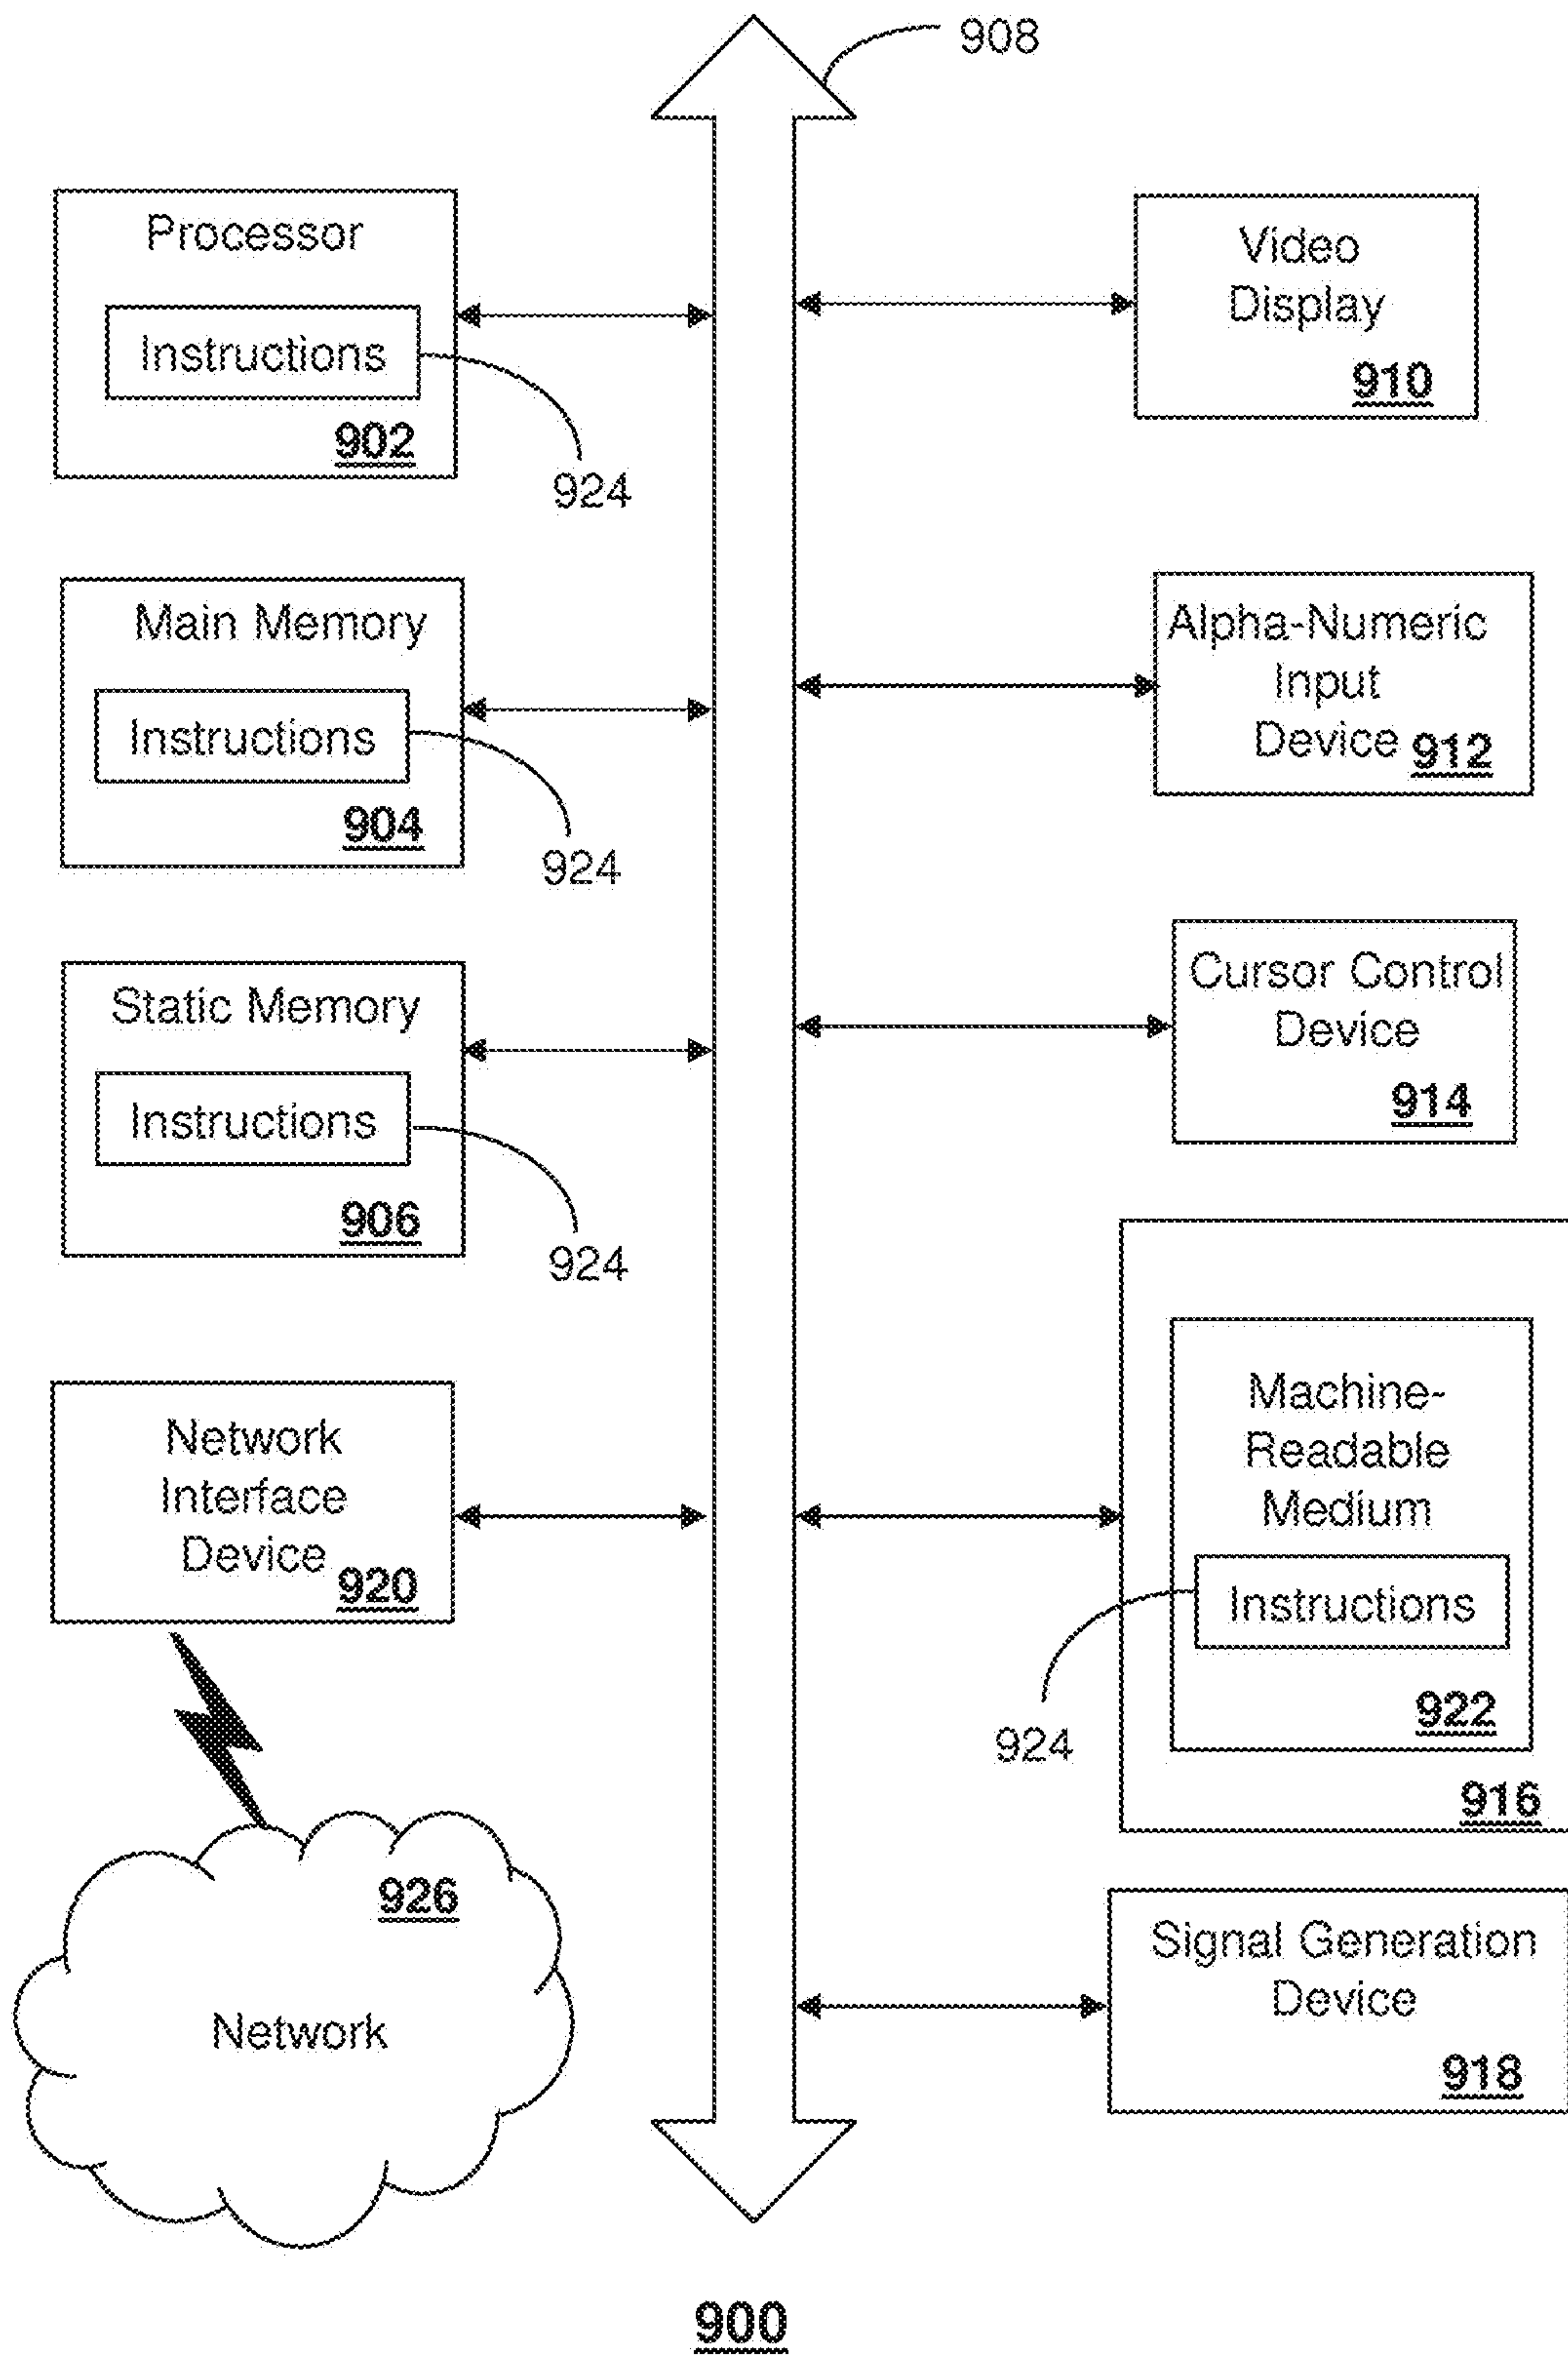 908
Processor
Instructions
902
924
Main Memory
Instructions
904
924
Static Memory
Instructions
906
924
Network
Interface
Device
920
926
Network
Video
Display
910
Alpha-Numeric
Input
Device
912
Cursor Control
Device
914
Machine-
Readable
Medium
Instructions
922
924
916
Signal Generation
Device
918
900